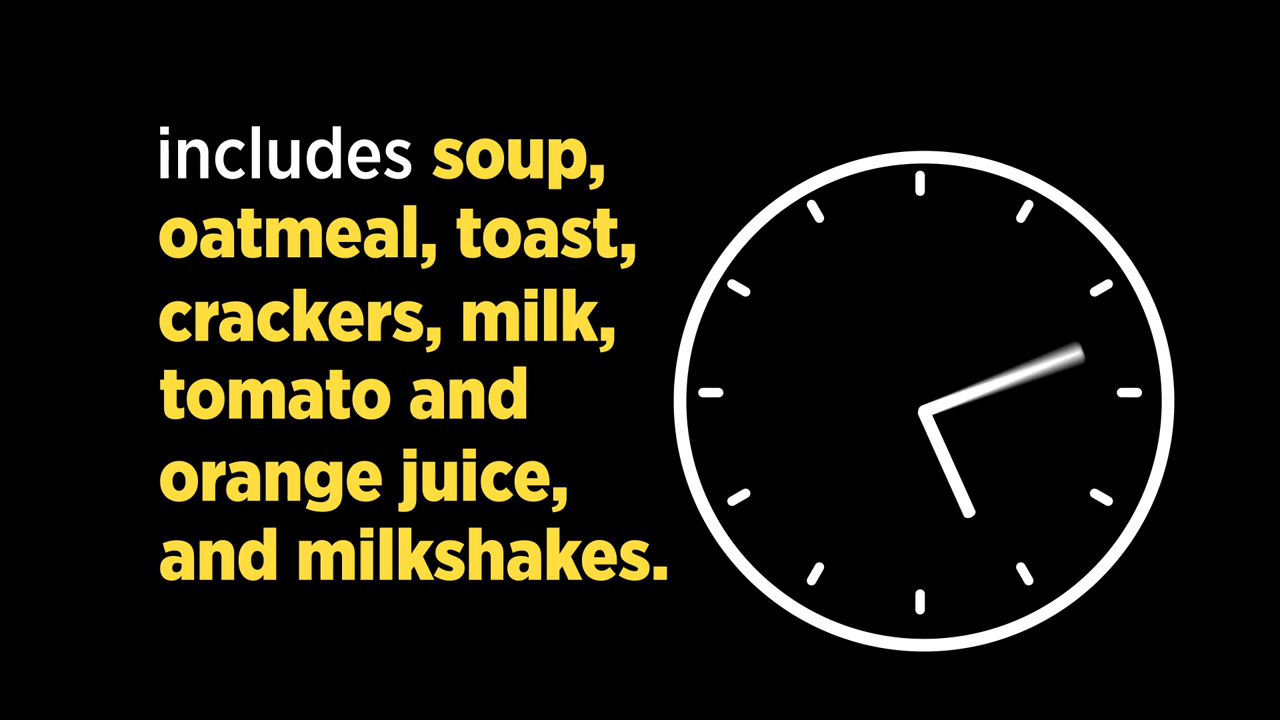 includes soup,
oatmeal, toast,
crackers, milk,
tomato and
orange juice,
and milkshakes.